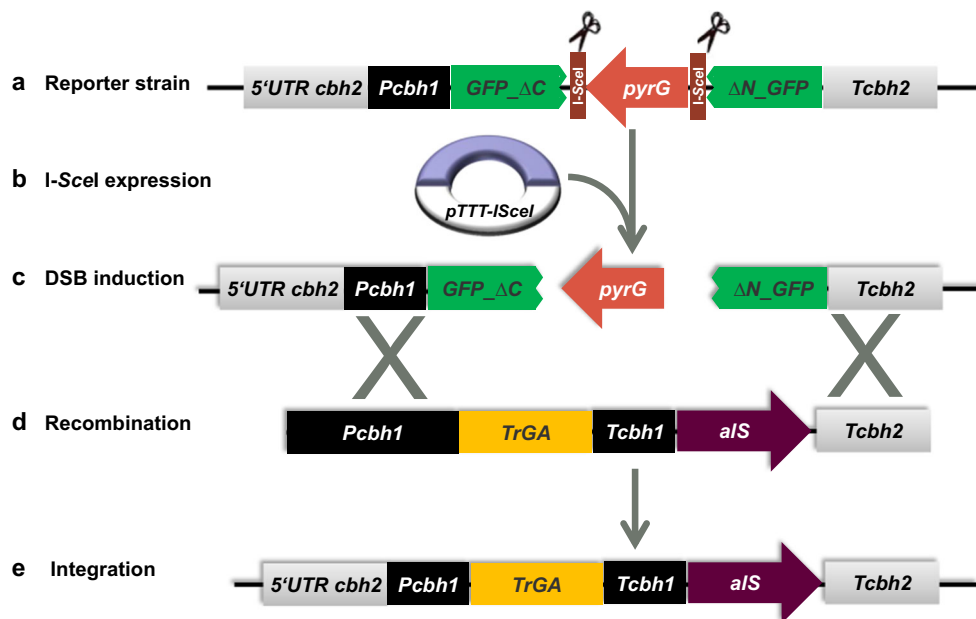 a Reporter strain
5'UTR cbh2 Pcbh1 GFP_ΔC I-SceI pyrG I-SceI ΔN_GFP Tcbh2
b I-SceI expression
pTTT-ISceI
c DSB induction
5'UTR cbh2 Pcbh1 GFP_ΔC pyrG ΔN_GFP Tcbh2
d Recombination
Pcbh1 TrGA Tcbh1 alS Tcbh2
e Integration
5'UTR cbh2 Pcbh1 TrGA Tcbh1 alS Tcbh2